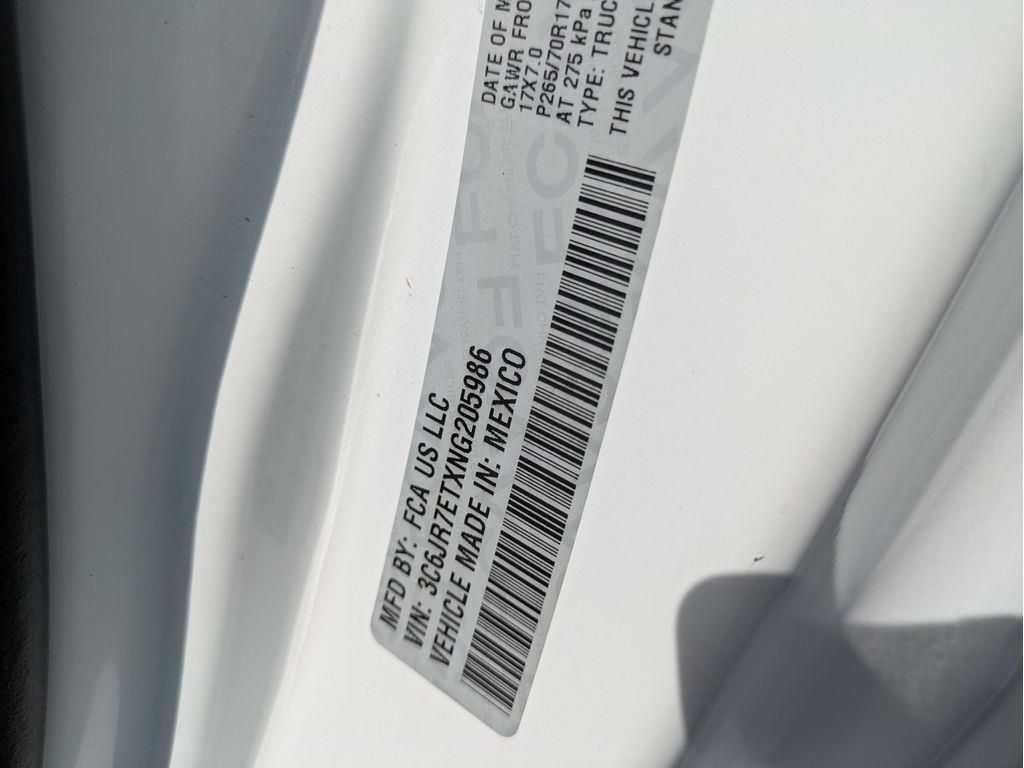 MFD BY: FCA US LLC
VIN: 3C6JR7ETXNG205986
VEHICLE MADE IN: MEXICO
DATE OF M
GAWR FRO
17X7.0
P265/70R17
AT 275 kPa
TYPE: TRUC
THIS VEHICL
STAN